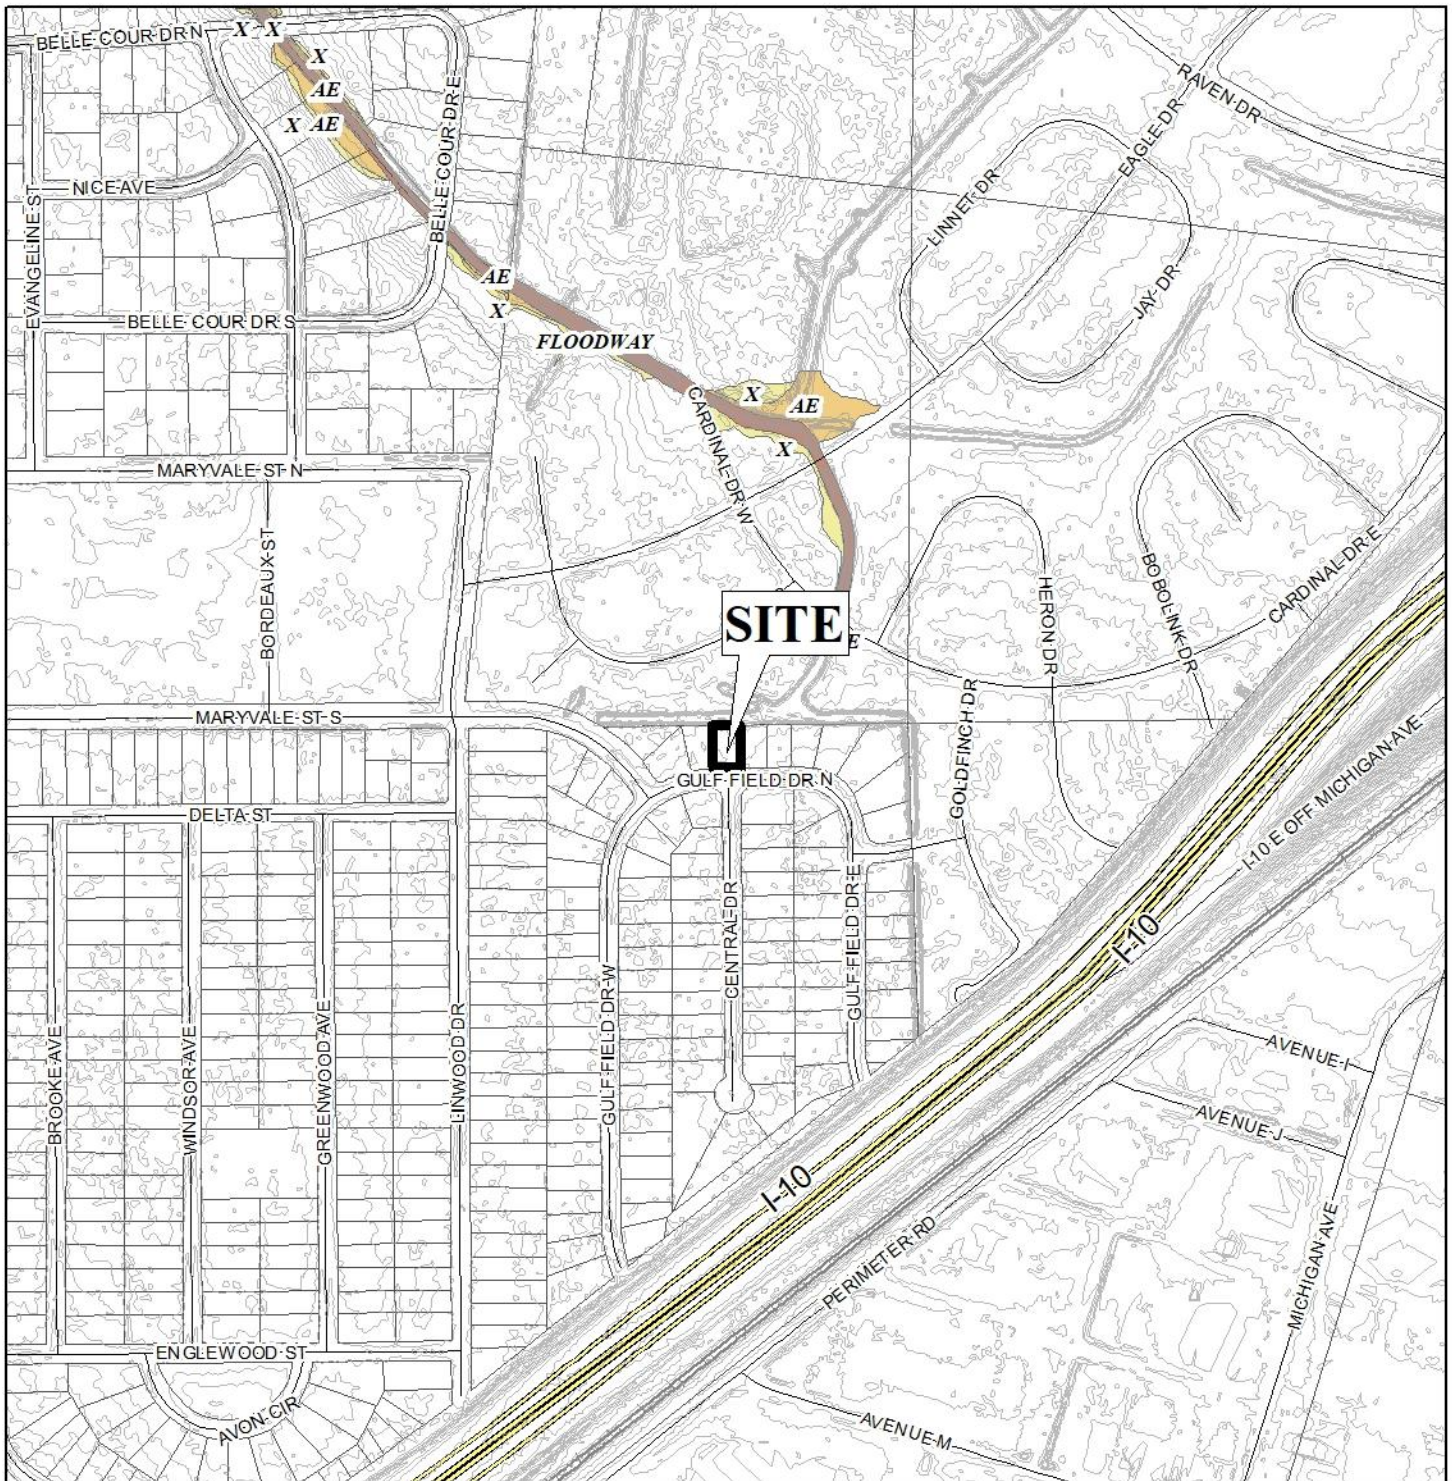 BELLE COUR DR N
X
X
X
AE
X
AE
RAVEN DR
EAGLE DR
BELLE COUR DR E
NICE AVE
LINNET DR
EVANGELINE ST
AE
JAY DR
X
BELLE COUR DR S
FLOODWAY
X
AE
CARDINAL DR W
X
MARYVALE ST N
BORDEAUX ST
CARDINAL DR E
BOBOLINK DR
HERON DR
SITE
E
MARYVALE ST S
GOLDFINCH DR
GULF FIELD DR N
I-10 E OFF MICHIGAN AVE
DELTA ST
I-10
CENTRAL DR
GULF FIELD DR E
GULF FIELD DR W
LINWOOD DR
GREENWOOD AVE
WINDSOR AVE
BROOKE AVE
AVENUE I
AVENUE J
I-10
PERIMETER RD
MICHIGAN AVE
ENGLEWOOD ST
AVON CIR
AVENUE M